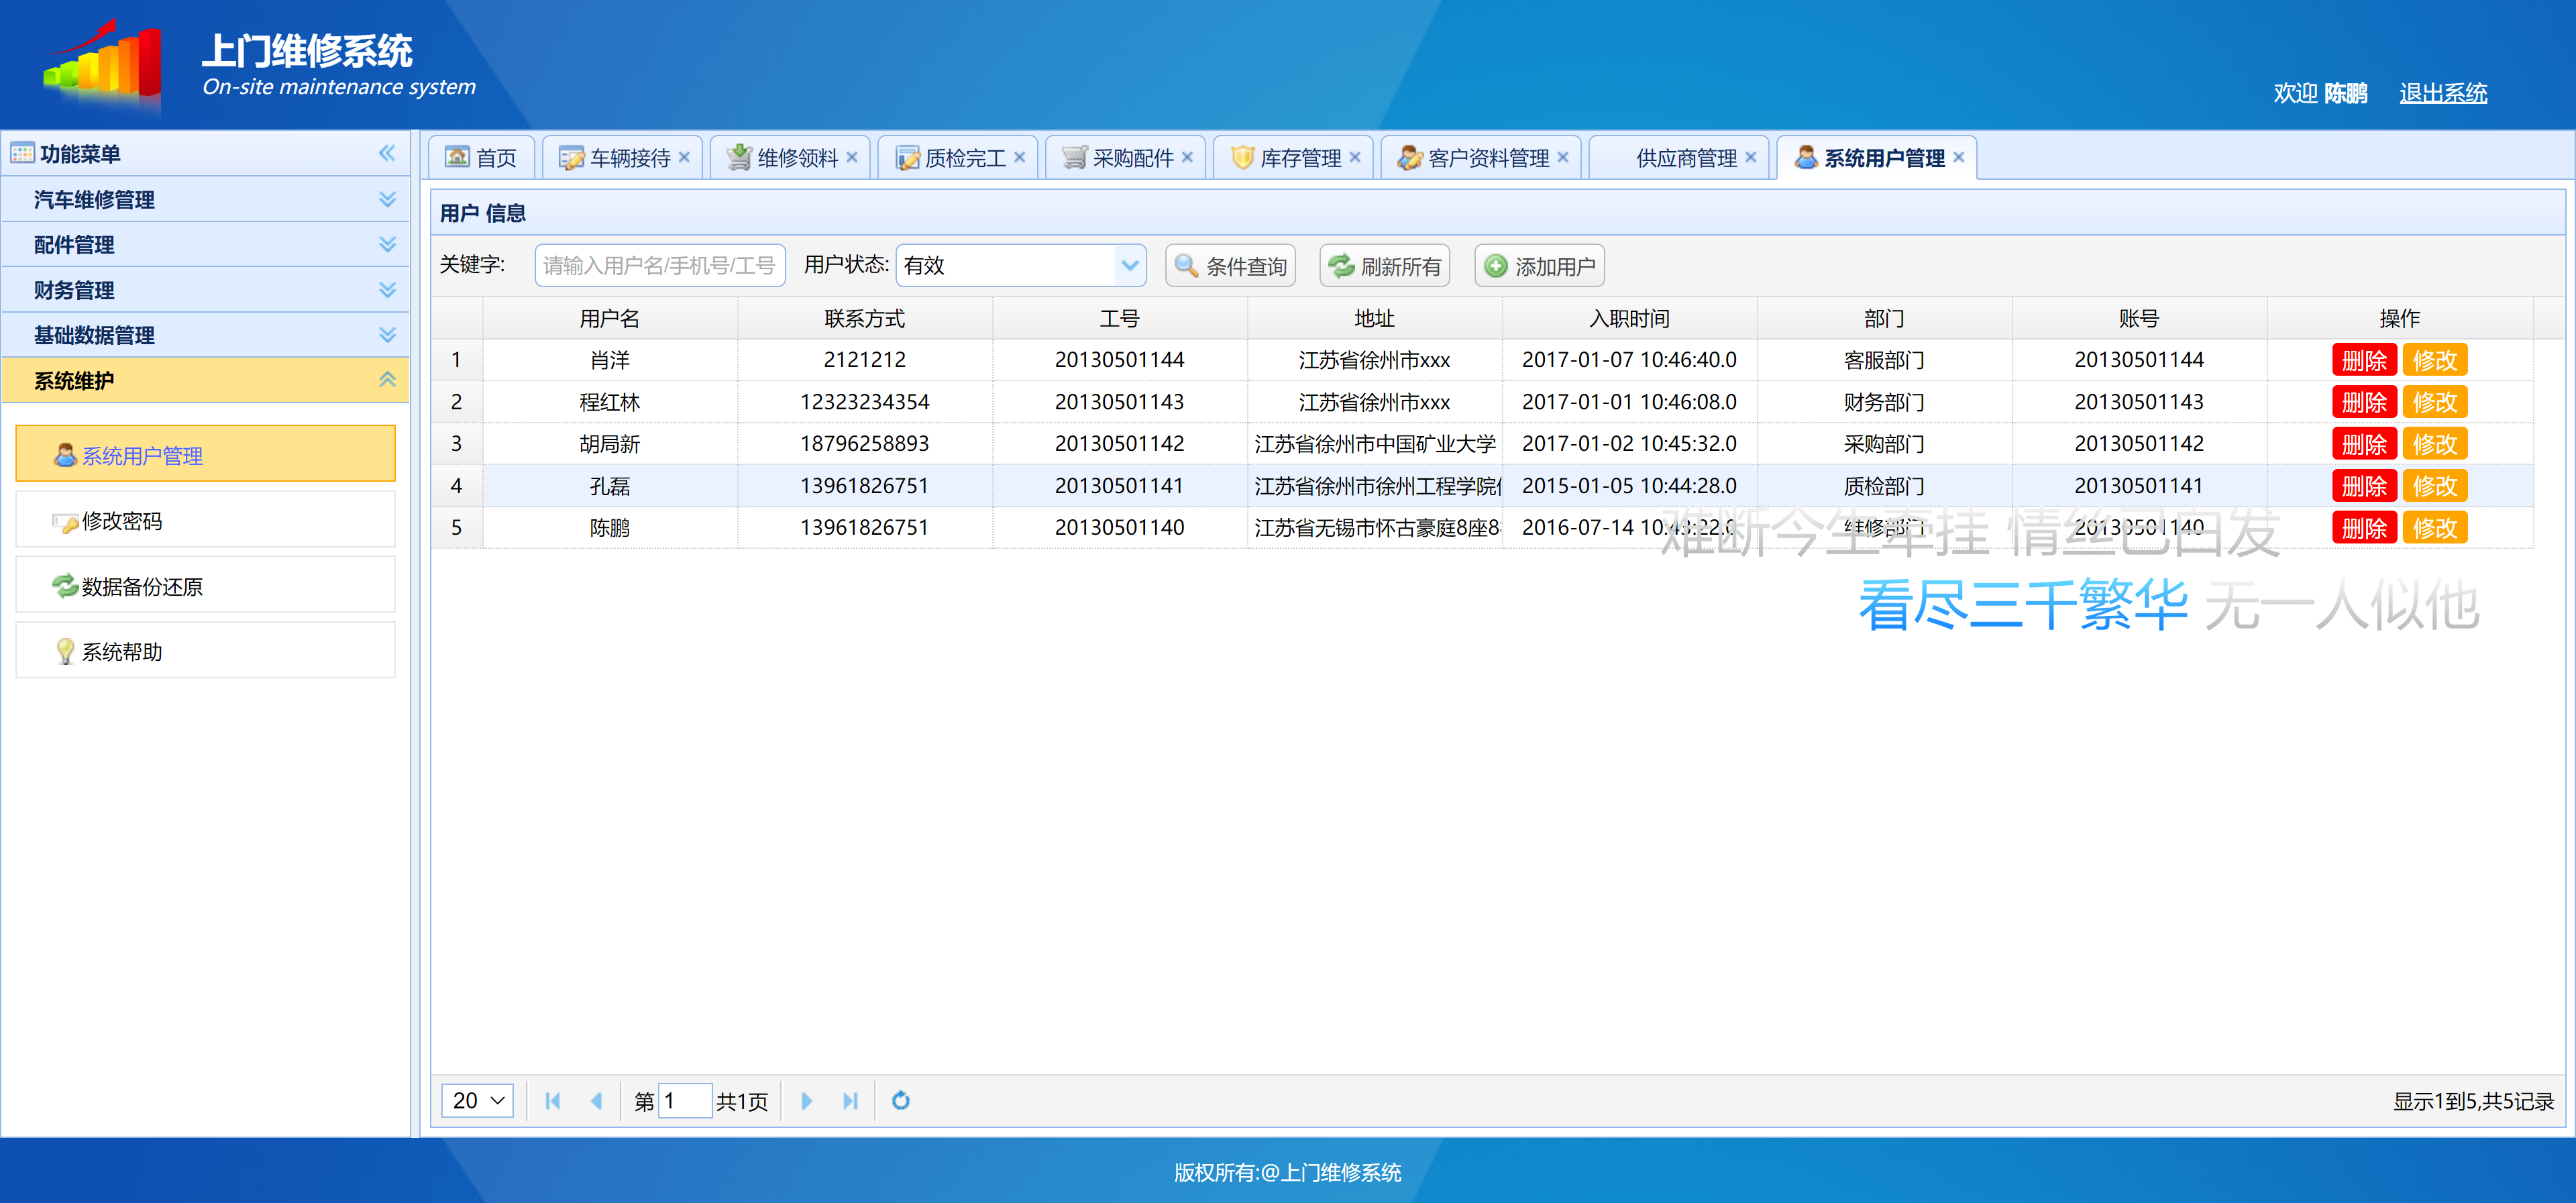 上门维修系统
On-site maintenance system
欢迎 陈鹏 退出系统
功能菜单
汽车维修管理
配件管理
财务管理
基础数据管理
系统维护
系统用户管理
修改密码
数据备份还原
系统帮助
首页 车辆接待 维修领料 质检完工 采购配件 库存管理 客户资料管理 供应商管理 系统用户管理
用户 信息
关键字: 请输入用户名/手机号/工号 用户状态: 有效 条件查询 刷新所有 添加用户
用户名 联系方式 工号 地址 入职时间 部门 账号 操作
1 肖洋 2121212 20130501144 江苏省徐州市xxx 2017-01-07 10:46:40.0 客服部门 20130501144 删除 修改
2 程红林 12323234354 20130501143 江苏省徐州市xxx 2017-01-01 10:46:08.0 财务部门 20130501143 删除 修改
3 胡局新 18796258893 20130501142 江苏省徐州市中国矿业大学 2017-01-02 10:45:32.0 采购部门 20130501142 删除 修改
4 孔磊 13961826751 20130501141 江苏省徐州市徐州工程学院 2015-01-05 10:44:28.0 质检部门 20130501141 删除 修改
5 陈鹏 13961826751 20130501140 江苏省无锡市怀古豪庭8座8 2016-07-14 10:43:22.0 维修部门 20130501140 删除 修改
难断今生牵挂 情丝已白发
看尽三千繁华 无一人似他
20 第 1 共1页 显示1到5,共5记录
版权所有:@上门维修系统